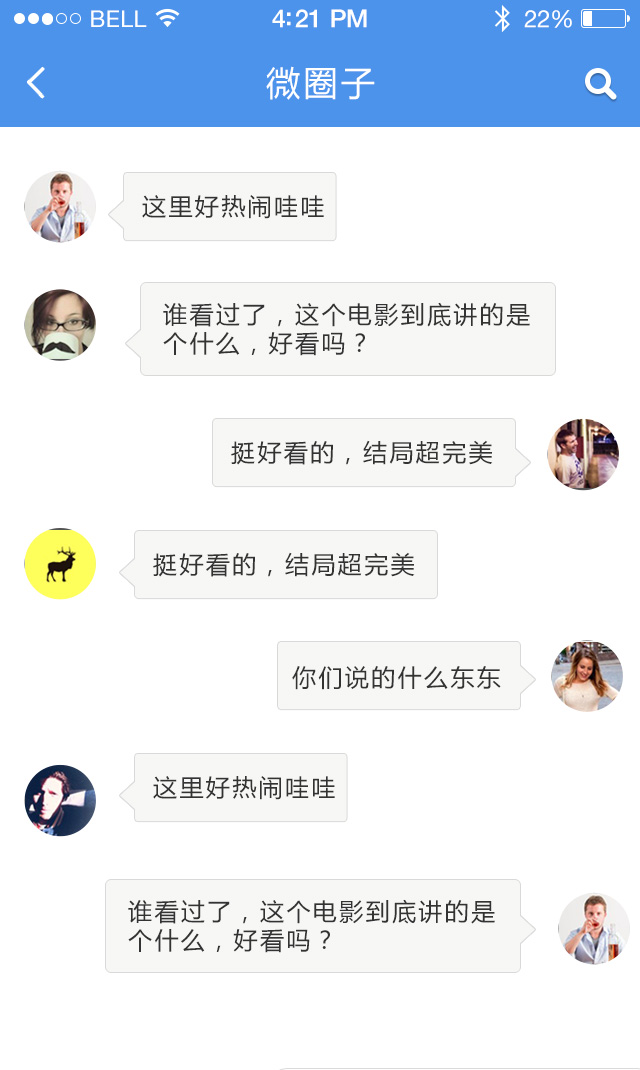 BELL 4:21 PM 22%
微圈子
这里好热闹哇哇
谁看过了，这个电影到底讲的是
个什么，好看吗？
挺好看的，结局超完美
挺好看的，结局超完美
你们说的什么东东
这里好热闹哇哇
谁看过了，这个电影到底讲的是
个什么，好看吗？